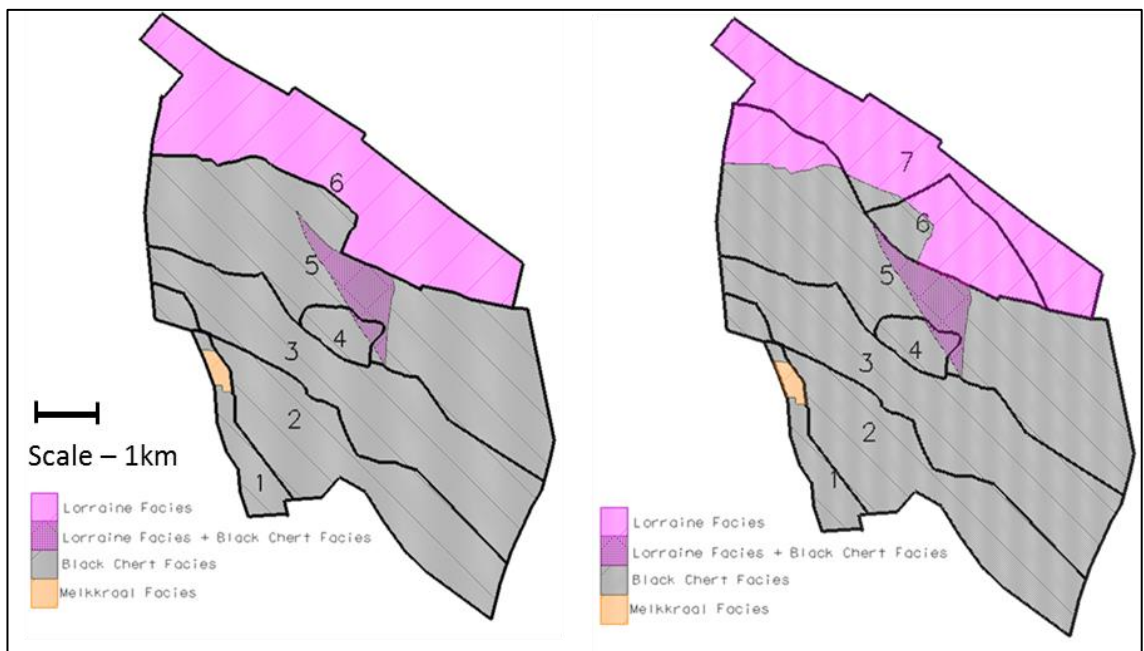 6
5
4
3
2
1
Scale – 1km
Lorraine Facies
Lorraine Facies + Black Chert Facies
Black Chert Facies
Melkkraal Facies
7
6
5
4
3
2
1
Lorraine Facies
Lorraine Facies + Black Chert Facies
Black Chert Facies
Melkkraal Facies